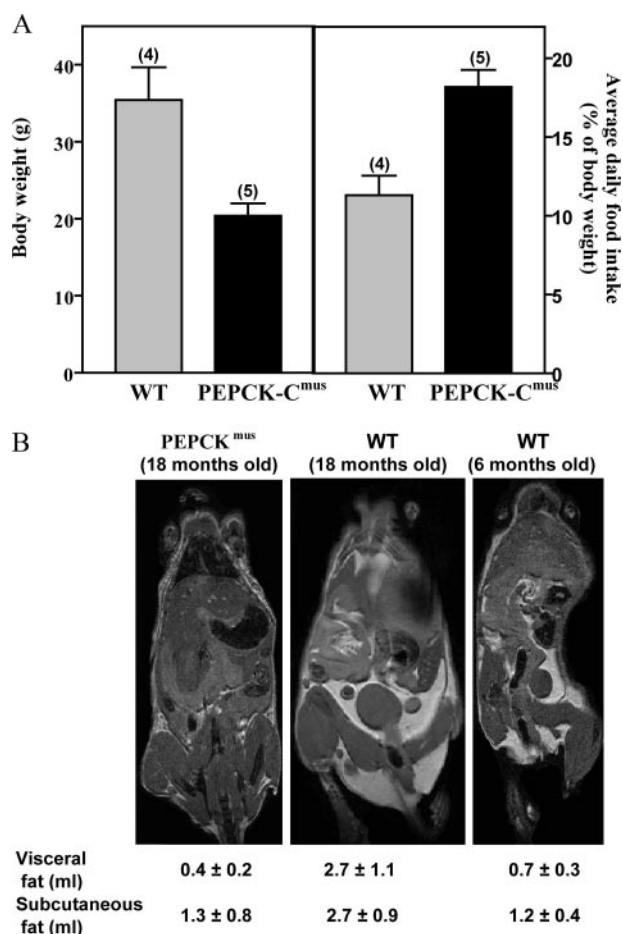 A
Body weight (g)
40
30
20
10
0
(4)
(5)
WT
PEPCK-Cmus
(4)
(5)
WT
PEPCK-Cmus
20
15
10
5
0
Average daily food intake
(% of body weight)
B
PEPCK mus
(18 months old)
WT
(18 months old)
WT
(6 months old)
Visceral
fat (ml)
0.4 ± 0.2
2.7 ± 1.1
0.7 ± 0.3
Subcutaneous
fat (ml)
1.3 ± 0.8
2.7 ± 0.9
1.2 ± 0.4